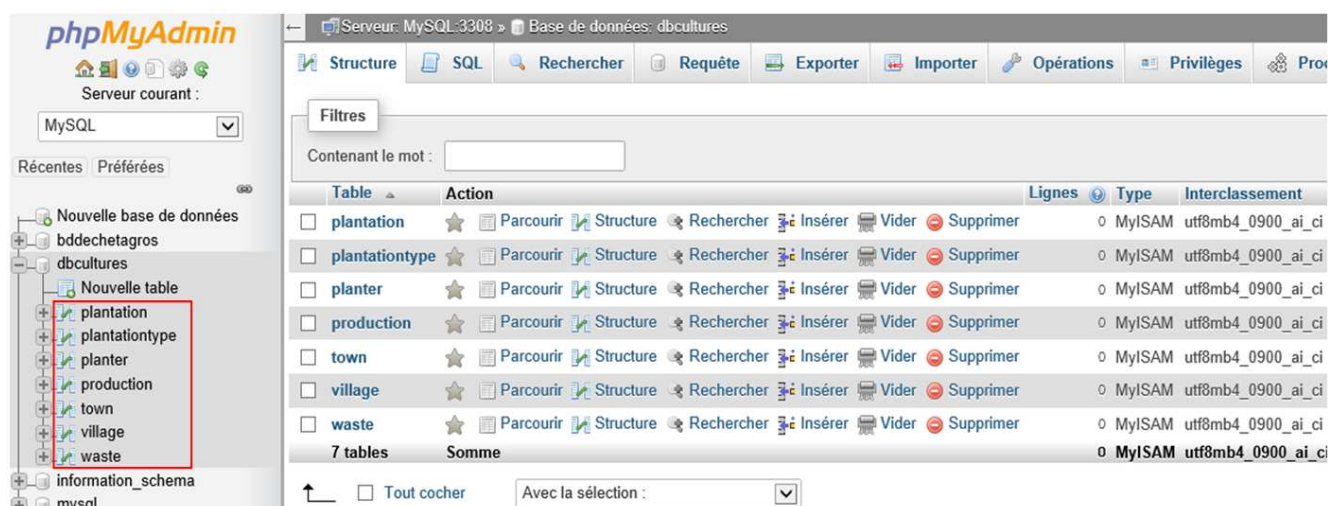 phpMyAdmin
Serveur courant :
MySQL
Récentes Préférées
Nouvelle base de données
bddechetagros
dbcultures
Nouvelle table
plantation
plantationtype
planter
production
town
village
waste
information_schema
mysql
Serveur: MySQL:3308 » Base de données: dbcultures
Structure SQL Rechercher Requête Exporter Importer Opérations Privilèges
Filtres
Contenant le mot :
Table Action Lignes Type Interclassement
plantation Parcourir Structure Rechercher Insérer Vider Supprimer 0 MyISAM utf8mb4_0900_ai_ci
plantationtype Parcourir Structure Rechercher Insérer Vider Supprimer 0 MyISAM utf8mb4_0900_ai_ci
planter Parcourir Structure Rechercher Insérer Vider Supprimer 0 MyISAM utf8mb4_0900_ai_ci
production Parcourir Structure Rechercher Insérer Vider Supprimer 0 MyISAM utf8mb4_0900_ai_ci
town Parcourir Structure Rechercher Insérer Vider Supprimer 0 MyISAM utf8mb4_0900_ai_ci
village Parcourir Structure Rechercher Insérer Vider Supprimer 0 MyISAM utf8mb4_0900_ai_ci
waste Parcourir Structure Rechercher Insérer Vider Supprimer 0 MyISAM utf8mb4_0900_ai_ci
7 tables Somme 0 MyISAM utf8mb4_0900_ai_ci
Tout cocher Avec la sélection :